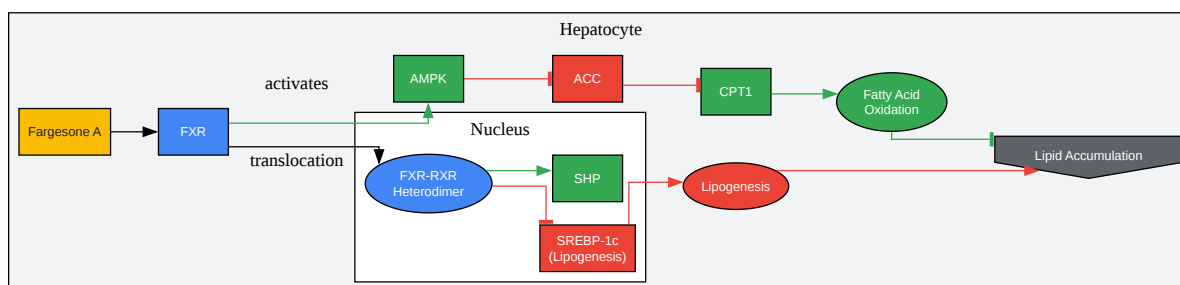 Hepatocyte
activates
AMPK
ACC
CPT1
Fatty Acid
Oxidation
Fargesone A
FXR
Nucleus
translocation
FXR-RXR
Heterodimer
SHP
Lipogenesis
Lipid Accumulation
SREBP-1c
(Lipogenesis)